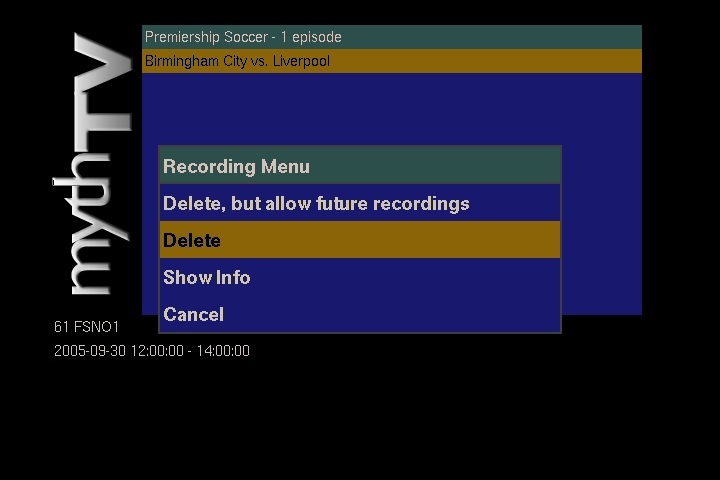 mythTV
Premiership Soccer - 1 episode
Birmingham City vs. Liverpool
Recording Menu
Delete, but allow future recordings
Delete
Show Info
Cancel
61 FSNO1
2005-09-30 12:00:00 - 14:00:00